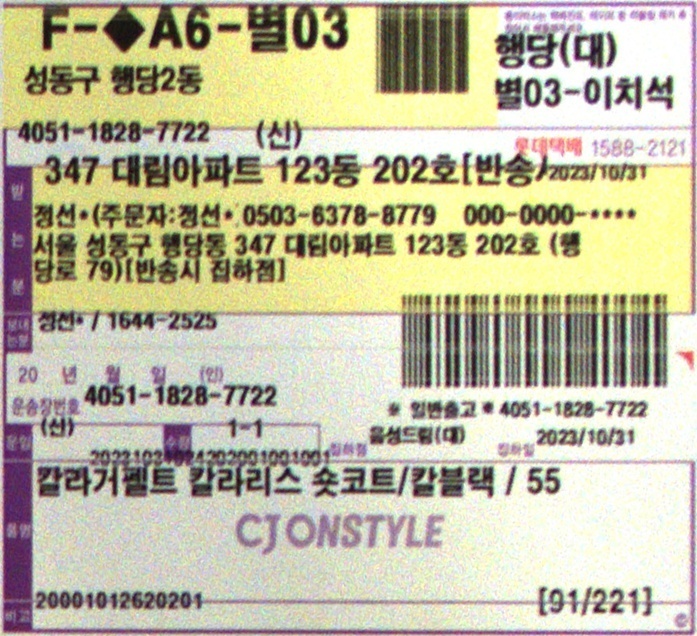 F-◆A6-별03
성동구 행당2동
행당(대)
별03-이치석
4051-1828-7722 (신)
롯데택배 1588-2121
347 대림아파트 123동 202호[반송/2023/10/31
받는분
정선*(주문자:정선* 0503-6378-8779 000-0000-****
서울 성동구 행당동 347 대림아파트 123동 202호 (행
당로 79)[반송시 집하점]
보내는분
정선* / 1644-2525
20 년 월 일 (인)
운송장번호 4051-1828-7722
(신)
※ 일반출고 * 4051-1828-7722
운임 수량 1-1
집하점 음성드림(대) 집하일 2023/10/31
칼라거펠트 칼라리스 숏코트/칼블랙 / 55
품명
CJ ONSTYLE
비고 20001012620201 [91/221]